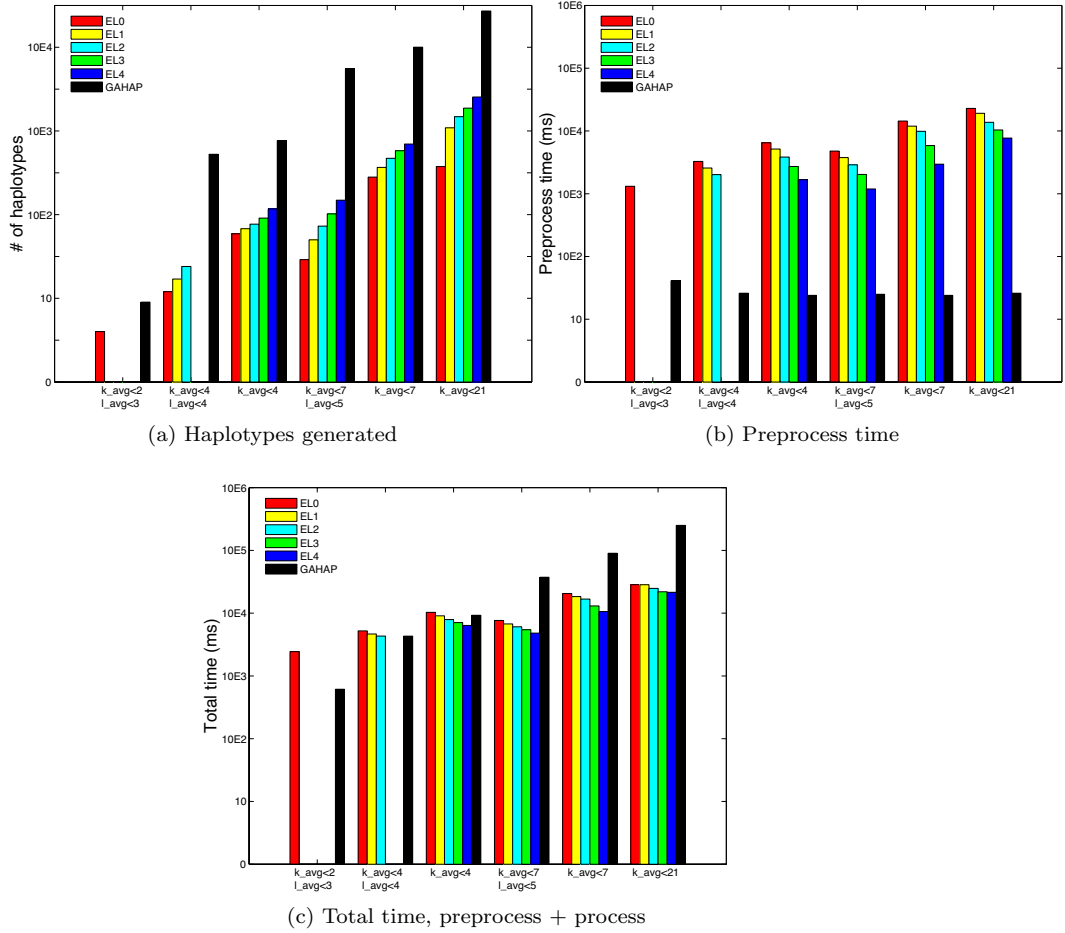 EL0
EL1
EL2
EL3
EL4
GAHAP
# of haplotypes
10E4
10E3
10E2
10
0
k_avg<2 k_avg<4 k_avg<4 k_avg<7 k_avg<7 k_avg<21
l_avg<3 l_avg<4 l_avg<5
(a) Haplotypes generated
EL0
EL1
EL2
EL3
EL4
GAHAP
Preprocess time (ms)
10E6
10E5
10E4
10E3
10E2
10
0
k_avg<2 k_avg<4 k_avg<4 k_avg<7 k_avg<7 k_avg<21
l_avg<3 l_avg<4 l_avg<5
(b) Preprocess time
EL0
EL1
EL2
EL3
EL4
GAHAP
Total time (ms)
10E6
10E5
10E4
10E3
10E2
10
0
k_avg<2 k_avg<4 k_avg<4 k_avg<7 k_avg<7 k_avg<21
l_avg<3 l_avg<4 l_avg<5
(c) Total time, preprocess + process